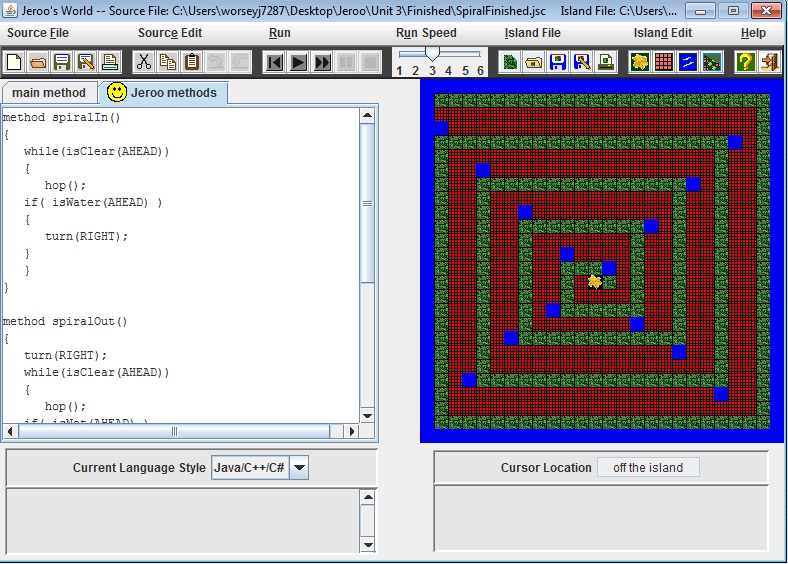 Jeroo's World -- Source File: C:\Users\worseyj7287\Desktop\Jeroo\Unit 3\Finished\SpiralFinished.jsc Island File: C:\Users\...
Source File Source Edit Run Run Speed Island File Island Edit Help
1 2 3 4 5 6
main method Jeroo methods
method spiralIn()
{
while(isClear(AHEAD))
{
hop();
if( isWater(AHEAD) )
{
turn(RIGHT);
}
}
}
method spiralOut()
{
turn(RIGHT);
while(isClear(AHEAD))
{
hop();
if( isNet(AHEAD) )
Current Language Style Java/C++/C#
Cursor Location off the island